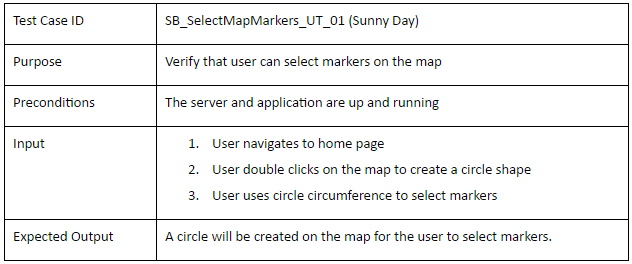 Test Case ID SB_SelectMapMarkers_UT_01 (Sunny Day)
Purpose Verify that user can select markers on the map
Preconditions The server and application are up and running
Input 1. User navigates to home page
2. User double clicks on the map to create a circle shape
3. User uses circle circumference to select markers
Expected Output A circle will be created on the map for the user to select markers.